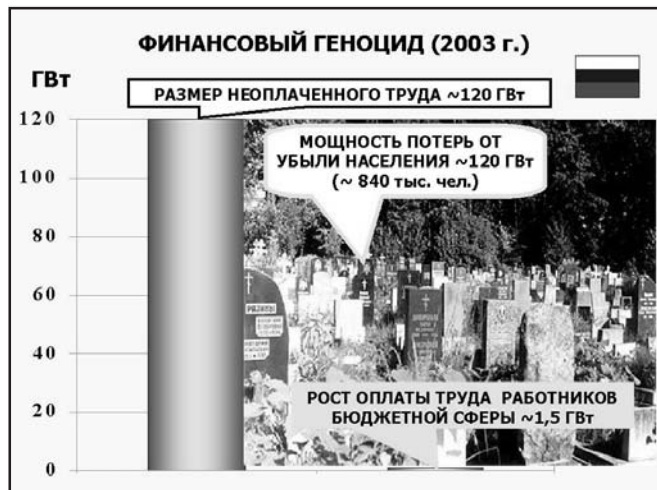 ФИНАНСОВЫЙ ГЕНОЦИД (2003 г.)
ГВт
РАЗМЕР НЕОПЛАЧЕННОГО ТРУДА ~120 ГВт
МОЩНОСТЬ ПОТЕРЬ ОТ
УБЫЛИ НАСЕЛЕНИЯ ~120 ГВт
(~ 840 тыс. чел.)
120
100
80
60
40
20
0
РОСТ ОПЛАТЫ ТРУДА РАБОТНИКОВ
БЮДЖЕТНОЙ СФЕРЫ ~1,5 ГВт